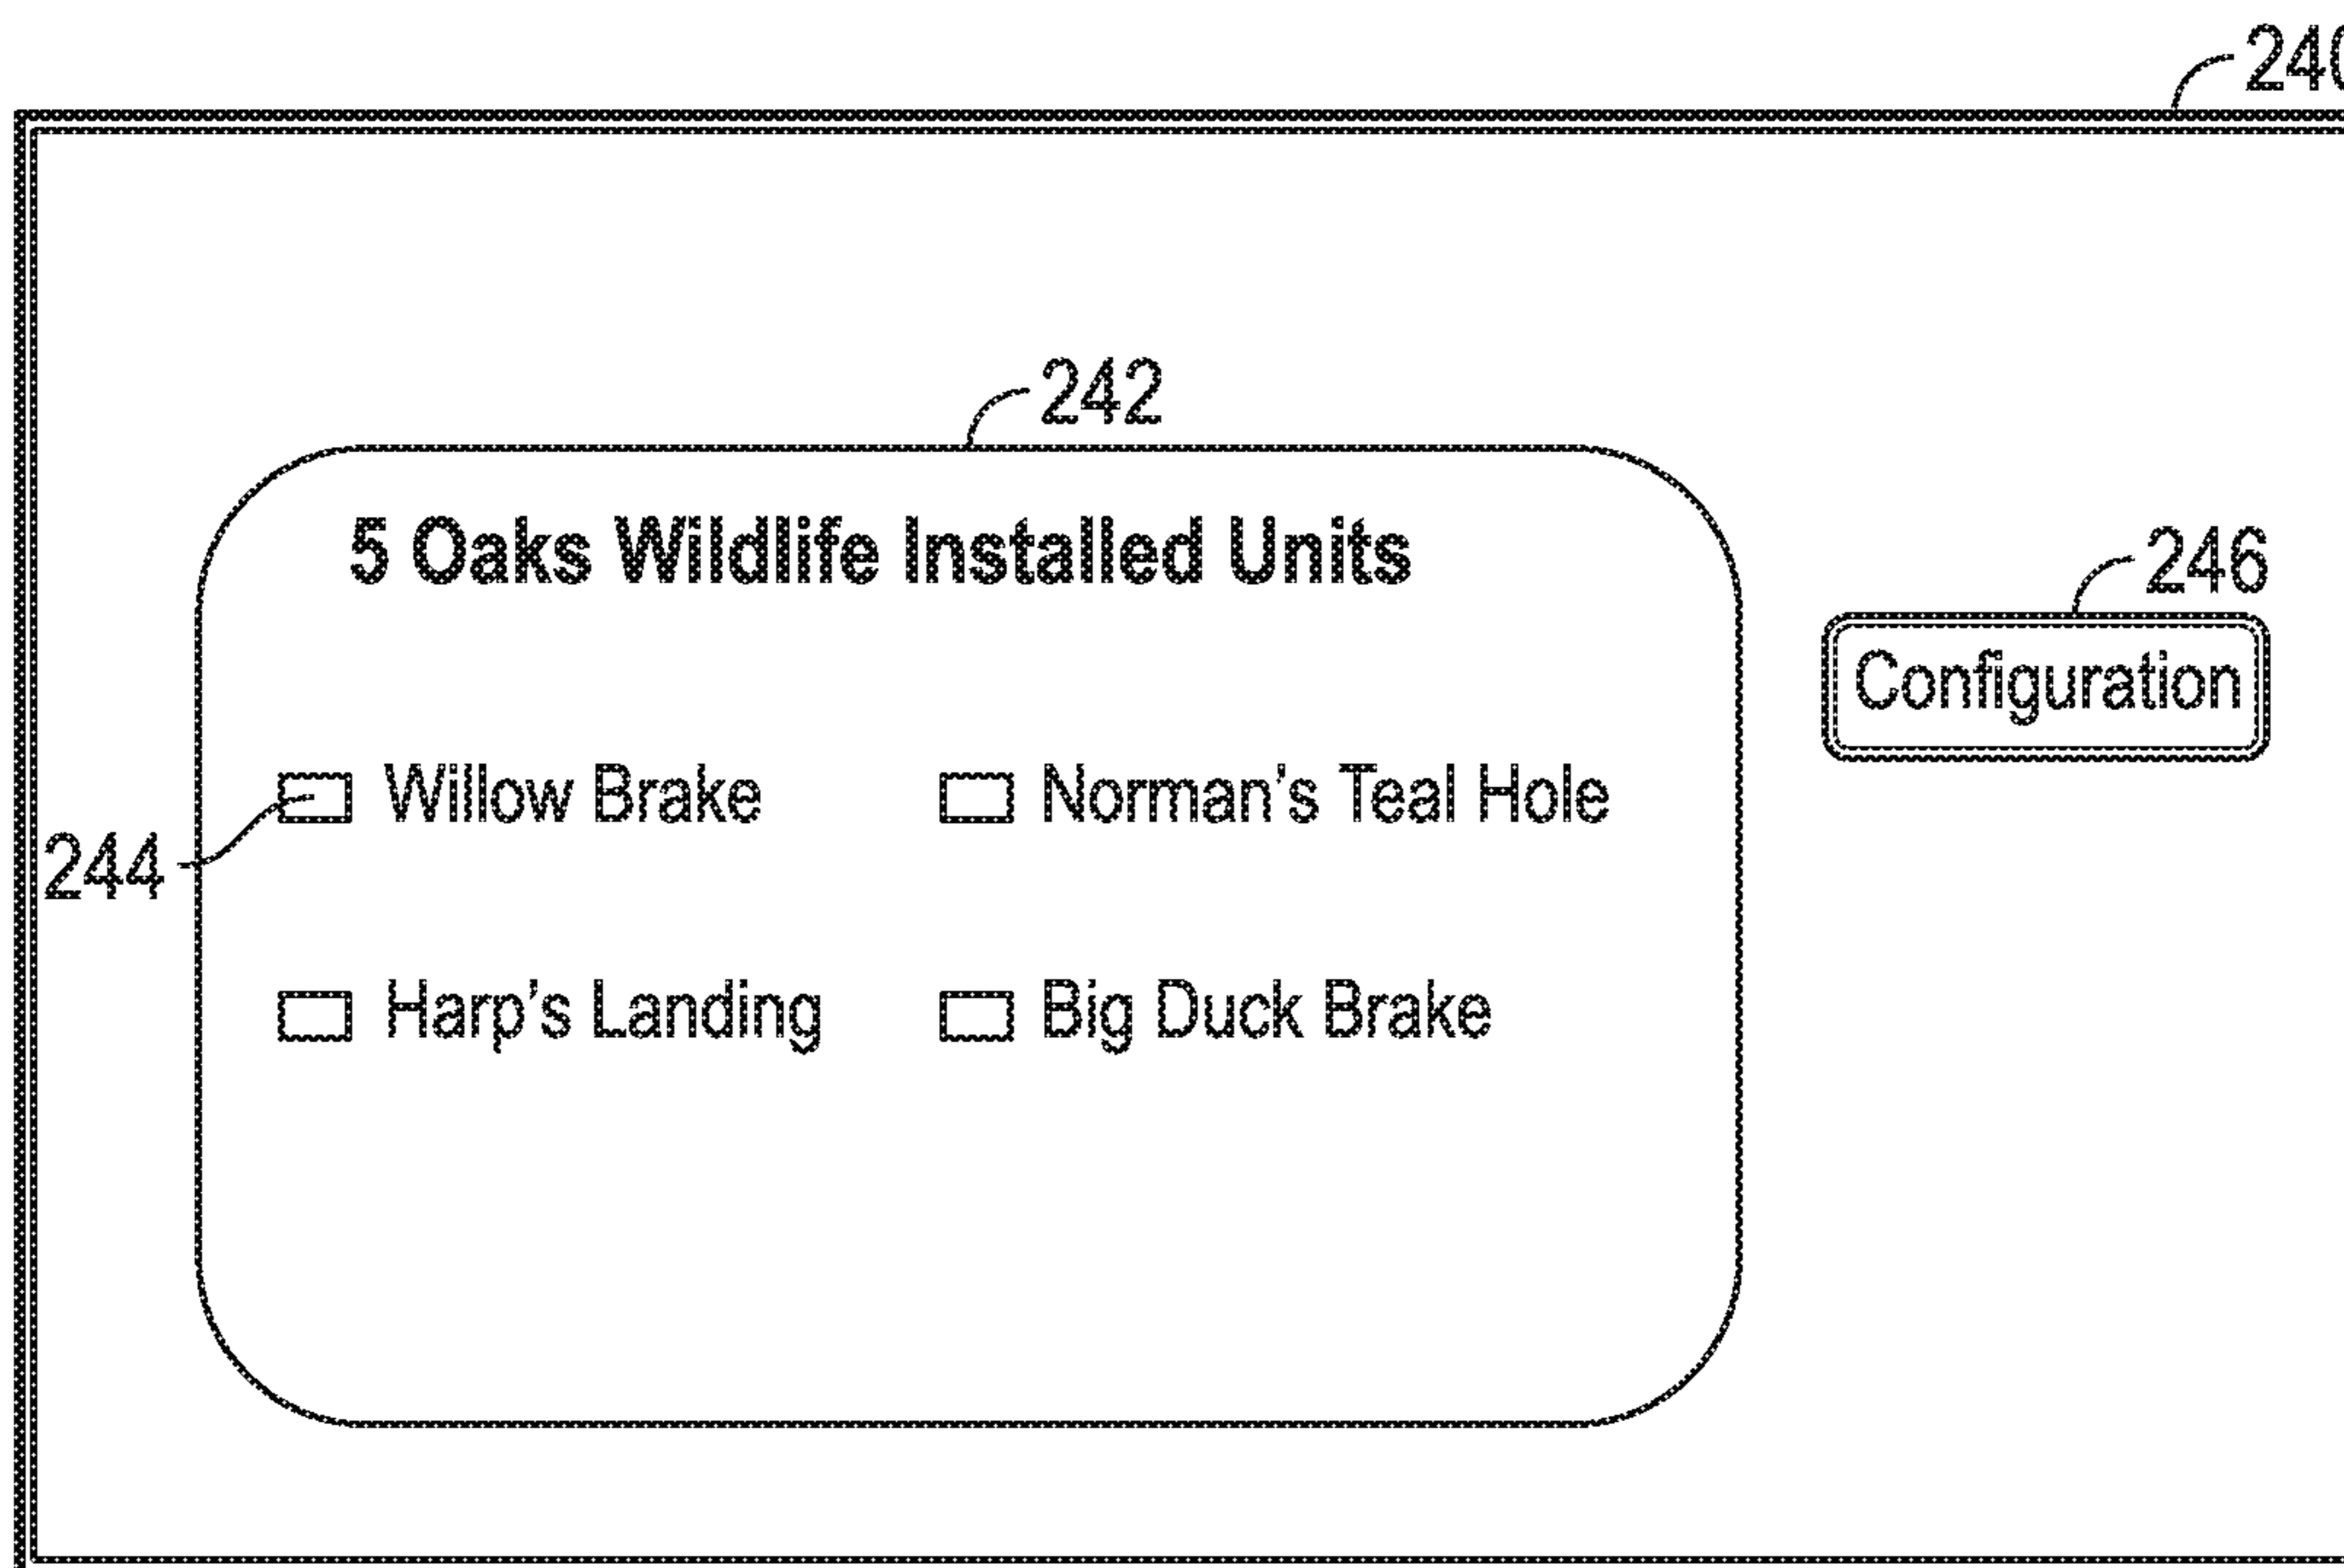 240
242
5 Oaks Wildlife Installed Units
246
Configuration
Willow Brake Norman's Teal Hole
244
Harp's Landing Big Duck Brake